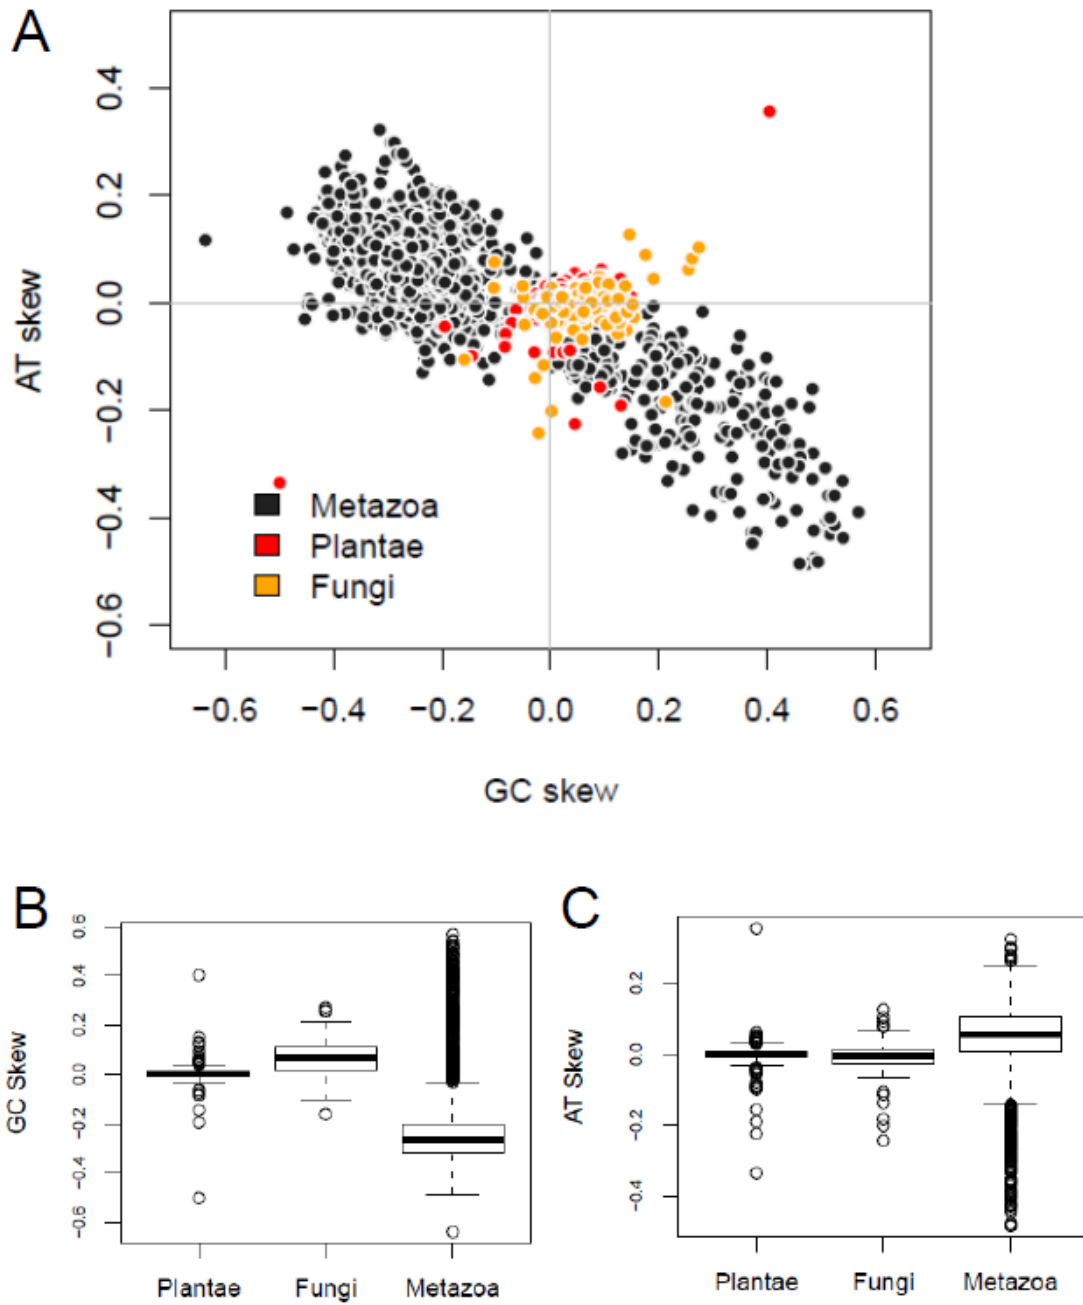 A
AT skew
0.4
0.2
0.0
−0.2
−0.4
−0.6
Metazoa
Plantae
Fungi
−0.6 −0.4 −0.2 0.0 0.2 0.4 0.6
GC skew
B
GC Skew
0.6
0.4
0.2
0.0
−0.2
−0.4
−0.6
Plantae Fungi Metazoa
C
AT Skew
0.2
0.0
−0.2
−0.4
Plantae Fungi Metazoa